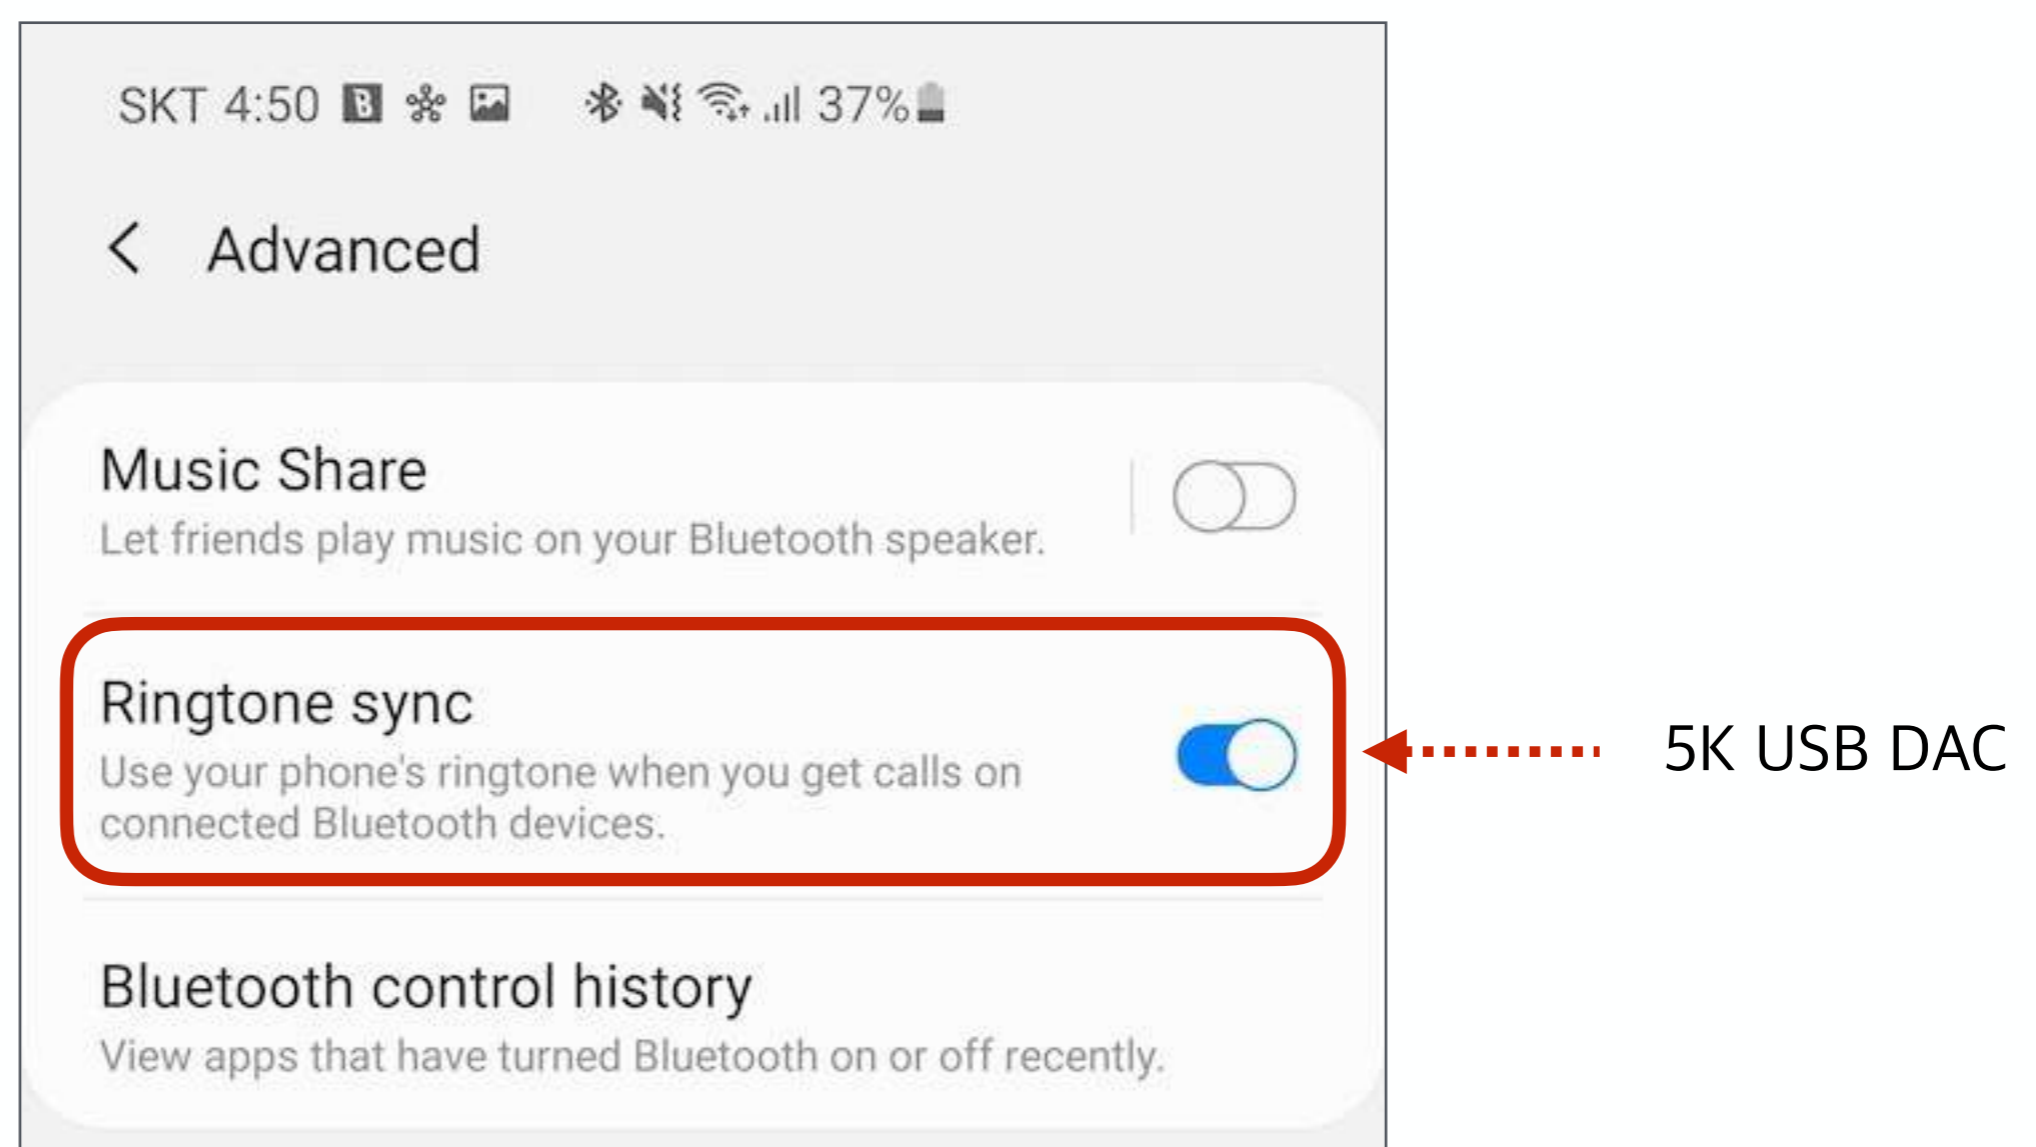 SKT 4:50 B 37%
Advanced
Music Share
Let friends play music on your Bluetooth speaker.
Ringtone sync
Use your phone's ringtone when you get calls on
connected Bluetooth devices.
5K USB DAC
Bluetooth control history
View apps that have turned Bluetooth on or off recently.